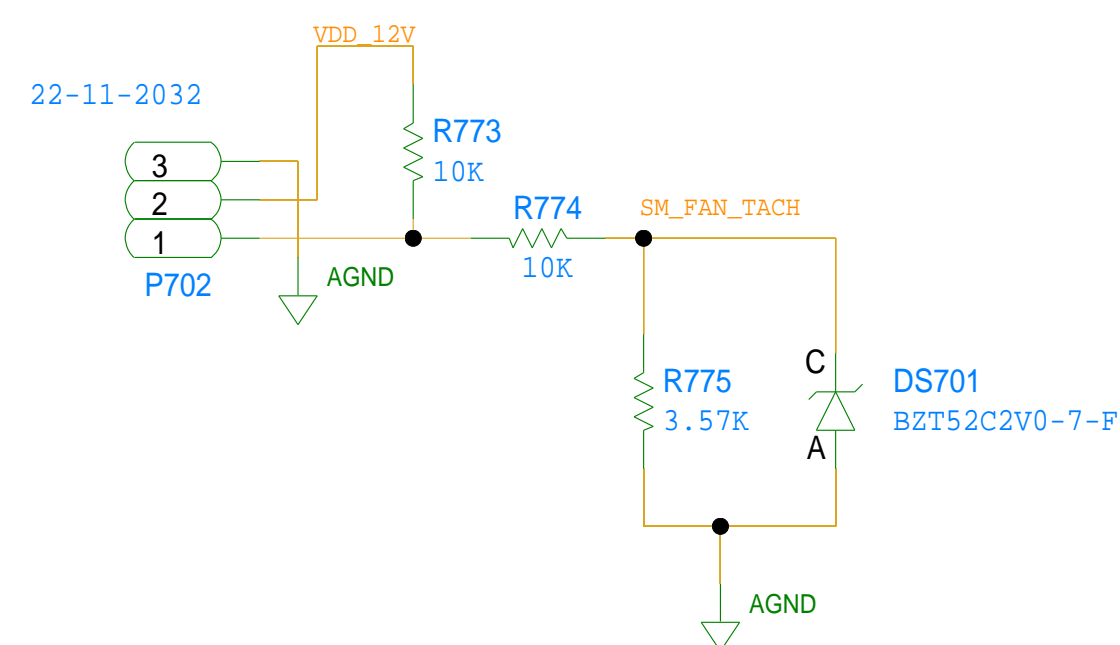 VDD_12V
22-11-2032
R773
10K
3
2
1
P702
AGND
R774
10K
SM_FAN_TACH
R775
3.57K
C
A
DS701
BZT52C2V0-7-F
AGND